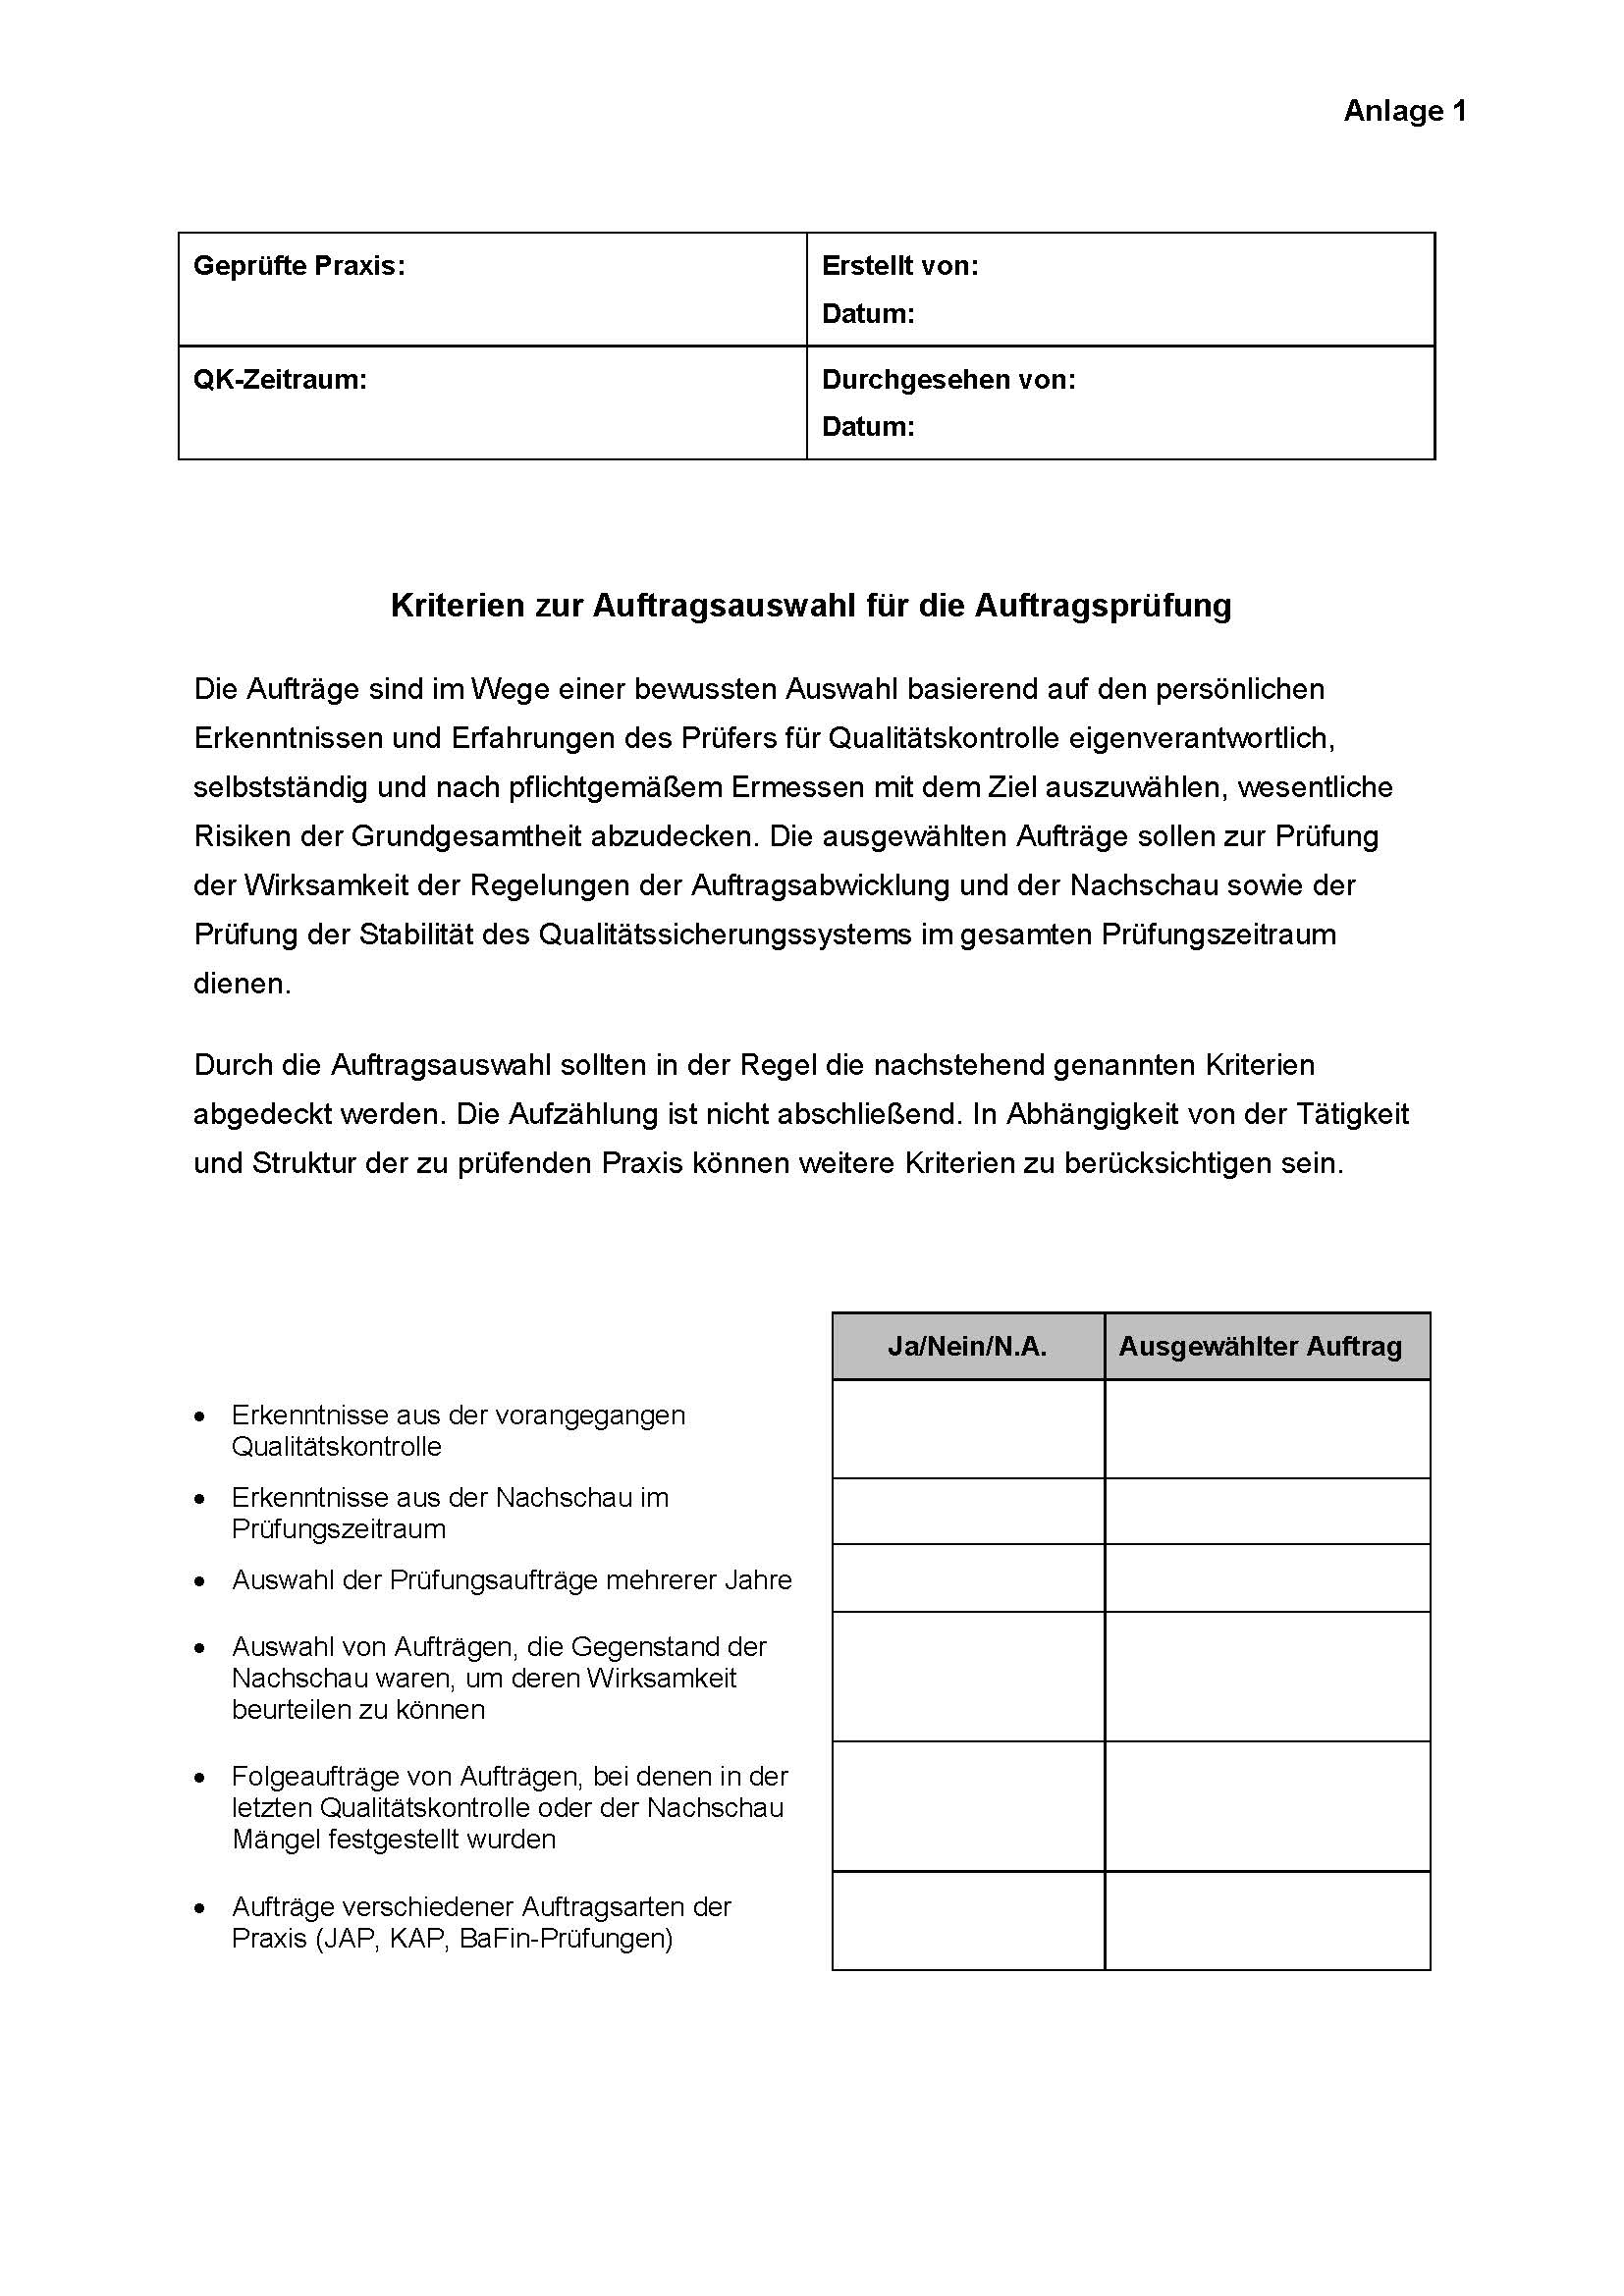 Anlage 1
Geprüfte Praxis:
Erstellt von:
Datum:
QK-Zeitraum:
Durchgesehen von:
Datum:
Kriterien zur Auftragsauswahl für die Auftragsprüfung
Die Aufträge sind im Wege einer bewussten Auswahl basierend auf den persönlichen
Erkenntnissen und Erfahrungen des Prüfers für Qualitätskontrolle eigenverantwortlich,
selbstständig und nach pflichtgemäßem Ermessen mit dem Ziel auszuwählen, wesentliche
Risiken der Grundgesamtheit abzudecken. Die ausgewählten Aufträge sollen zur Prüfung
der Wirksamkeit der Regelungen der Auftragsabwicklung und der Nachschau sowie der
Prüfung der Stabilität des Qualitätssicherungssystems im gesamten Prüfungszeitraum
dienen.
Durch die Auftragsauswahl sollten in der Regel die nachstehend genannten Kriterien
abgedeckt werden. Die Aufzählung ist nicht abschließend. In Abhängigkeit von der Tätigkeit
und Struktur der zu prüfenden Praxis können weitere Kriterien zu berücksichtigen sein.
Ja/Nein/N.A. Ausgewählter Auftrag
• Erkenntnisse aus der vorangegangen
Qualitätskontrolle
• Erkenntnisse aus der Nachschau im
Prüfungszeitraum
• Auswahl der Prüfungsaufträge mehrerer Jahre
• Auswahl von Aufträgen, die Gegenstand der
Nachschau waren, um deren Wirksamkeit
beurteilen zu können
• Folgeaufträge von Aufträgen, bei denen in der
letzten Qualitätskontrolle oder der Nachschau
Mängel festgestellt wurden
• Aufträge verschiedener Auftragsarten der
Praxis (JAP, KAP, BaFin-Prüfungen)